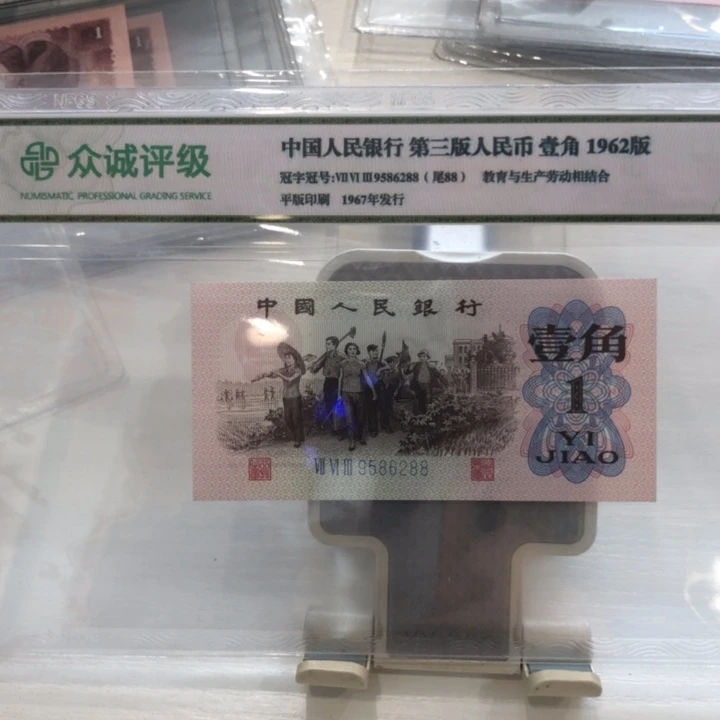 众诚评级
NUMISMATIC PROFESSIONAL GRADING SERVICE
中国人民银行 第三版人民币 壹角 1962版
冠字冠号:Ⅶ Ⅵ Ⅲ 9586288（尾88） 教育与生产劳动相结合
平版印刷 1967年发行
中國人民銀行
壹角
1
YI
JIAO
Ⅶ Ⅵ Ⅲ 9586288